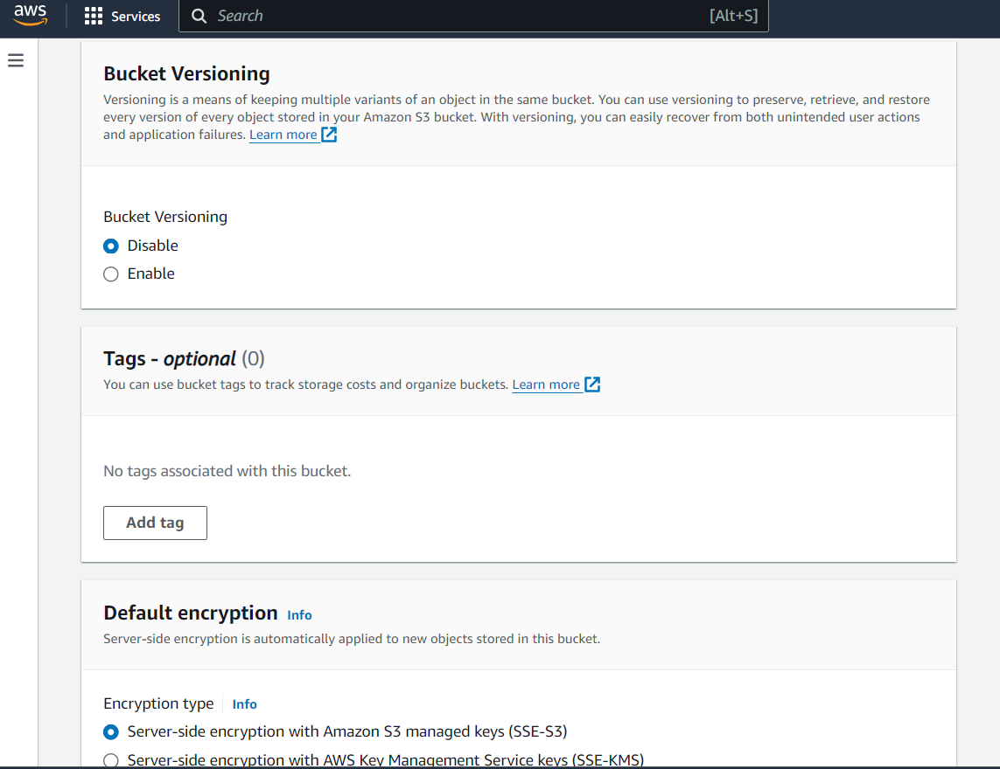 aws
Services
Search
[Alt+S]
Bucket Versioning
Versioning is a means of keeping multiple variants of an object in the same bucket. You can use versioning to preserve, retrieve, and restore
every version of every object stored in your Amazon S3 bucket. With versioning, you can easily recover from both unintended user actions
and application failures. Learn more
Bucket Versioning
Disable
Enable
Tags - optional (0)
You can use bucket tags to track storage costs and organize buckets. Learn more
No tags associated with this bucket.
Add tag
Default encryption Info
Server-side encryption is automatically applied to new objects stored in this bucket.
Encryption type Info
Server-side encryption with Amazon S3 managed keys (SSE-S3)
Server-side encryption with AWS Key Management Service keys (SSE-KMS)